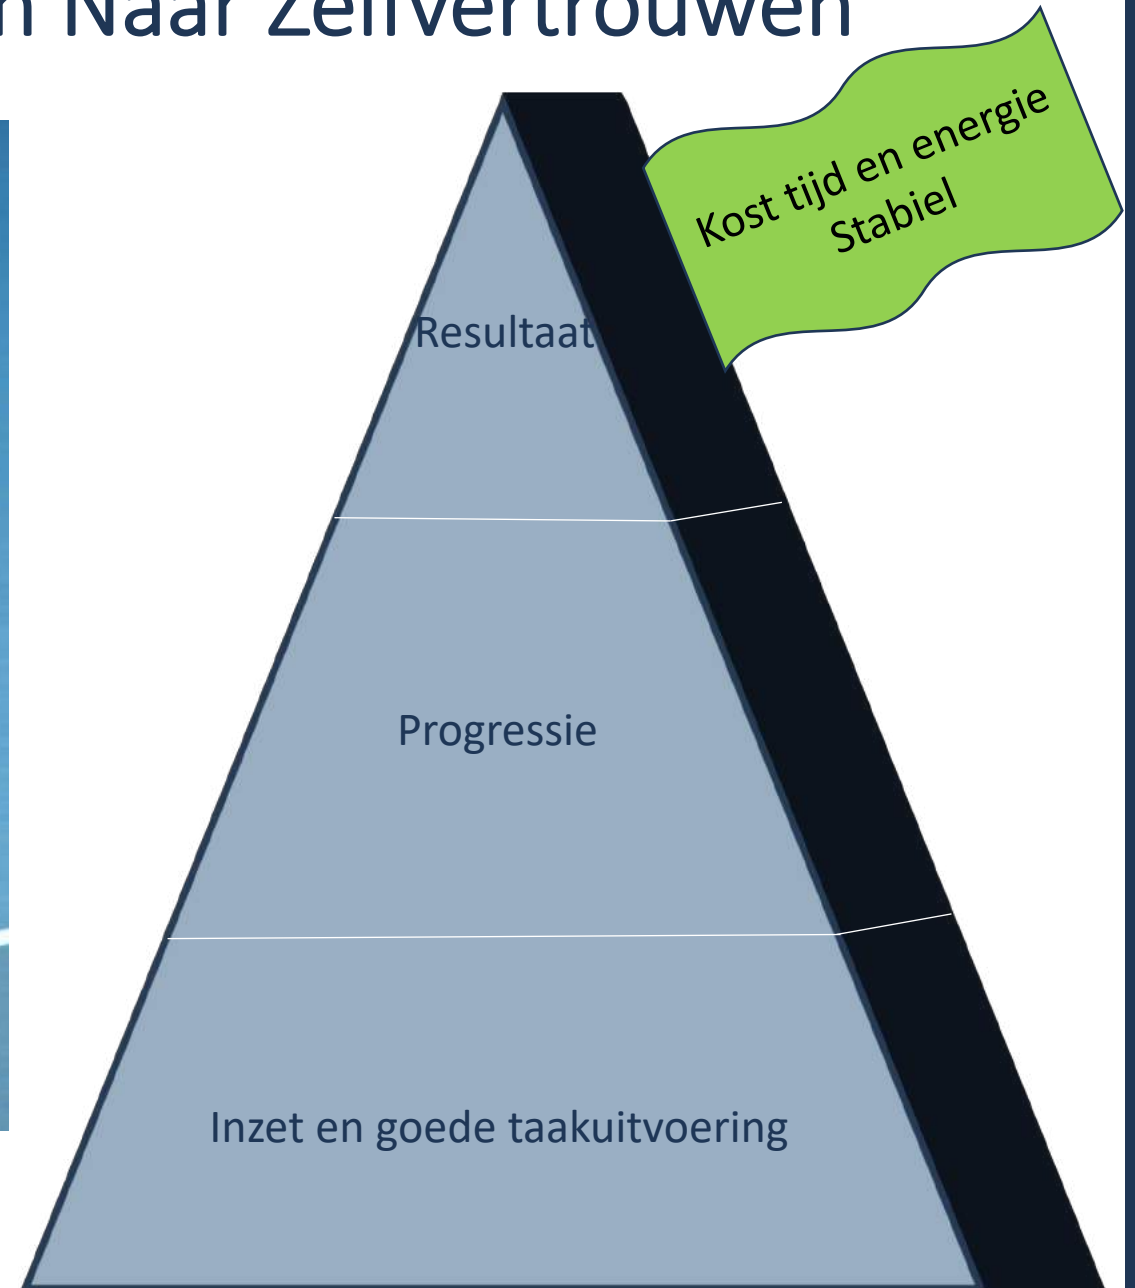 n Naar Zelfvertrouwen
Kost tijd en energie
Stabiel
Resultaat
Progressie
Inzet en goede taakuitvoering